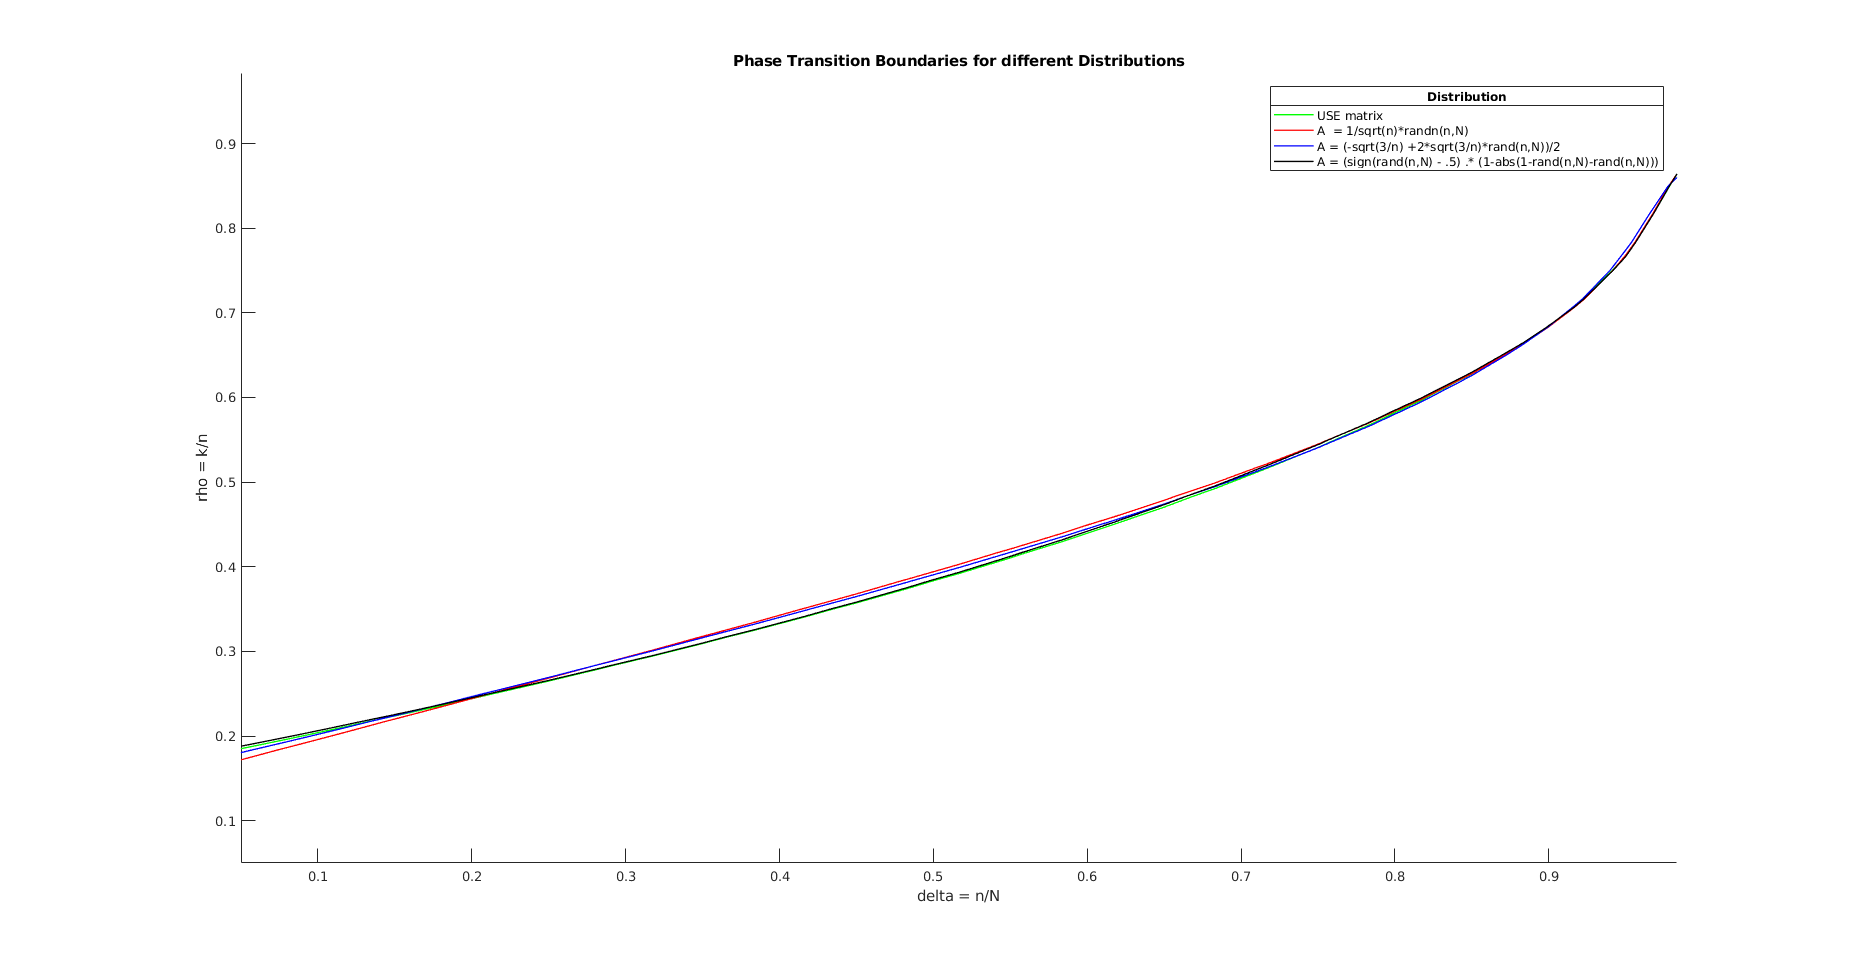 Phase Transition Boundaries for different Distributions
Distribution
USE matrix
A  = 1/sqrt(n)*randn(n,N)
A = (-sqrt(3/n) +2*sqrt(3/n)*rand(n,N))/2
A = (sign(rand(n,N) - .5) .* (1-abs(1-rand(n,N)-rand(n,N)))
0.9
0.8
0.7
0.6
0.5
0.4
0.3
0.2
0.1
rho = k/n
0.1 0.2 0.3 0.4 0.5 0.6 0.7 0.8 0.9
delta = n/N